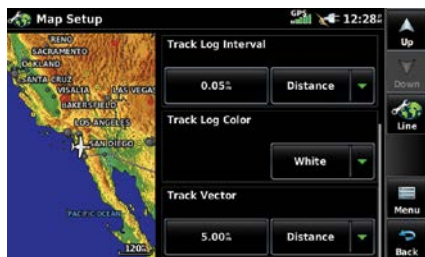 Map Setup
GPS
12:28
Up
RENO
SACRAMENTO
OAKLAND
SANTA CRUZ
VISALIA
LAS VEGA
BAKERSFIELD
LOS ANGELES
SAN DIEGO
PACIFIC OCEAN
120
Track Log Interval
0.05
Distance
Track Log Color
White
Track Vector
5.00
Distance
Down
Line
Menu
Back